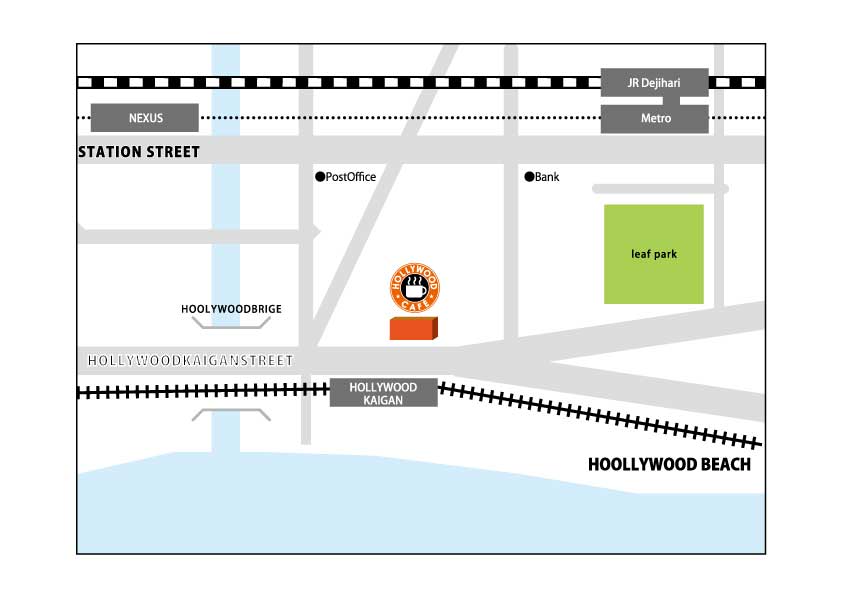 JR Dejihari
NEXUS
Metro
STATION STREET
PostOffice
Bank
leaf park
HOLLYWOOD
CAFE
HOOLYWOODBRIGE
HOLLYWOODKAIGANSTREET
HOLLYWOOD
KAIGAN
HOOLLYWOOD BEACH